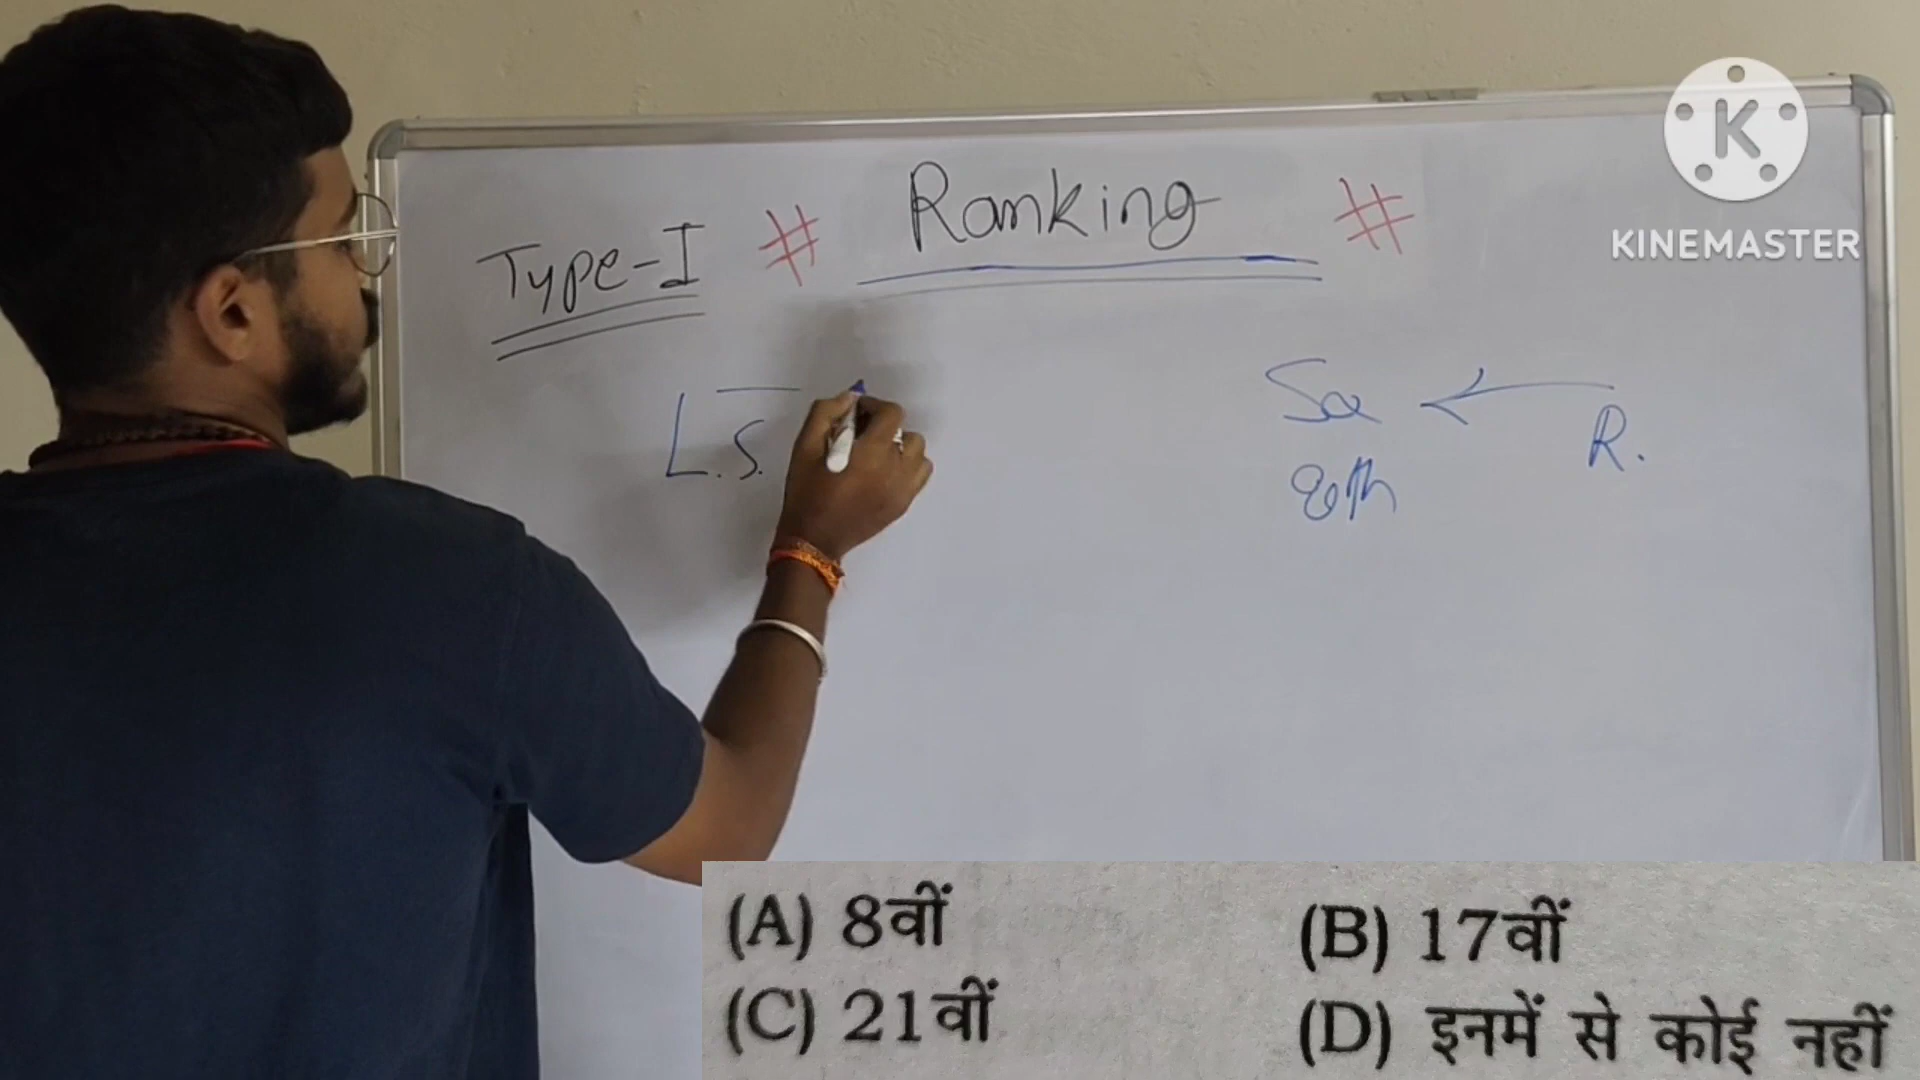 Ranking
Type-I # #
L.S. Sa R.
8th
K
KINEMASTER
(A) 8वीं (B) 17वीं
(C) 21वीं (D) इनमें से कोई नहीं